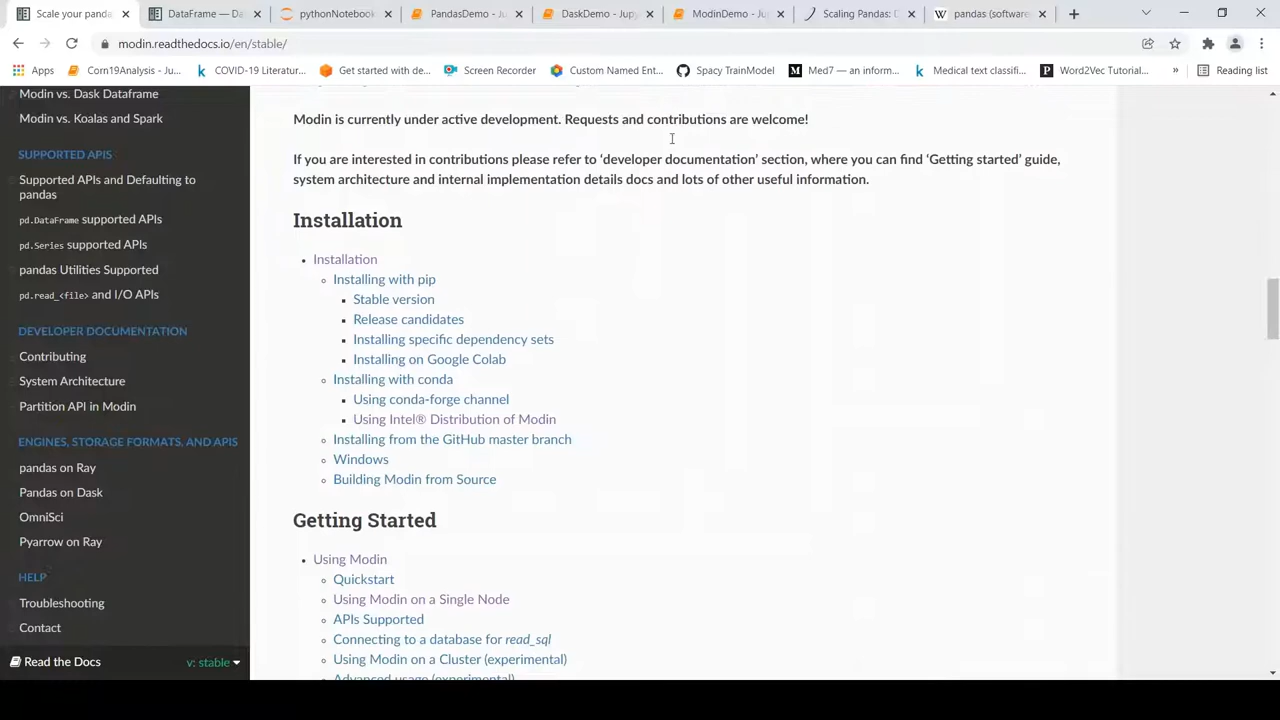 Scale your panda
DataFrame — Da
pythonNotebook
PandasDemo - Ju
DaskDemo - Jupy
ModinDemo - Ju
Scaling Pandas: D
pandas (software
modin.readthedocs.io/en/stable/
Apps
Corn19Analysis - Ju...
COVID-19 Literatur...
Get started with de...
Screen Recorder
Custom Named Ent...
Spacy TrainModel
Med7 — an inform...
Medical text classifi...
Word2Vec Tutorial...
»
Reading list
Modin vs. Dask Dataframe
Modin vs. Koalas and Spark
SUPPORTED APIS
Supported APIs and Defaulting to
pandas
pd.DataFrame supported APIs
pd.Series supported APIs
pandas Utilities Supported
pd.read_<file> and I/O APIs
DEVELOPER DOCUMENTATION
Contributing
System Architecture
Partition API in Modin
ENGINES, STORAGE FORMATS, AND APIS
pandas on Ray
Pandas on Dask
OmniSci
Pyarrow on Ray
HELP
Troubleshooting
Contact
Read the Docs
v: stable
Modin is currently under active development. Requests and contributions are welcome!
If you are interested in contributions please refer to ‘developer documentation’ section, where you can find ‘Getting started’ guide,
system architecture and internal implementation details docs and lots of other useful information.
Installation
Installation
Installing with pip
Stable version
Release candidates
Installing specific dependency sets
Installing on Google Colab
Installing with conda
Using conda-forge channel
Using Intel® Distribution of Modin
Installing from the GitHub master branch
Windows
Building Modin from Source
Getting Started
Using Modin
Quickstart
Using Modin on a Single Node
APIs Supported
Connecting to a database for read_sql
Using Modin on a Cluster (experimental)
Advanced usage (experimental)